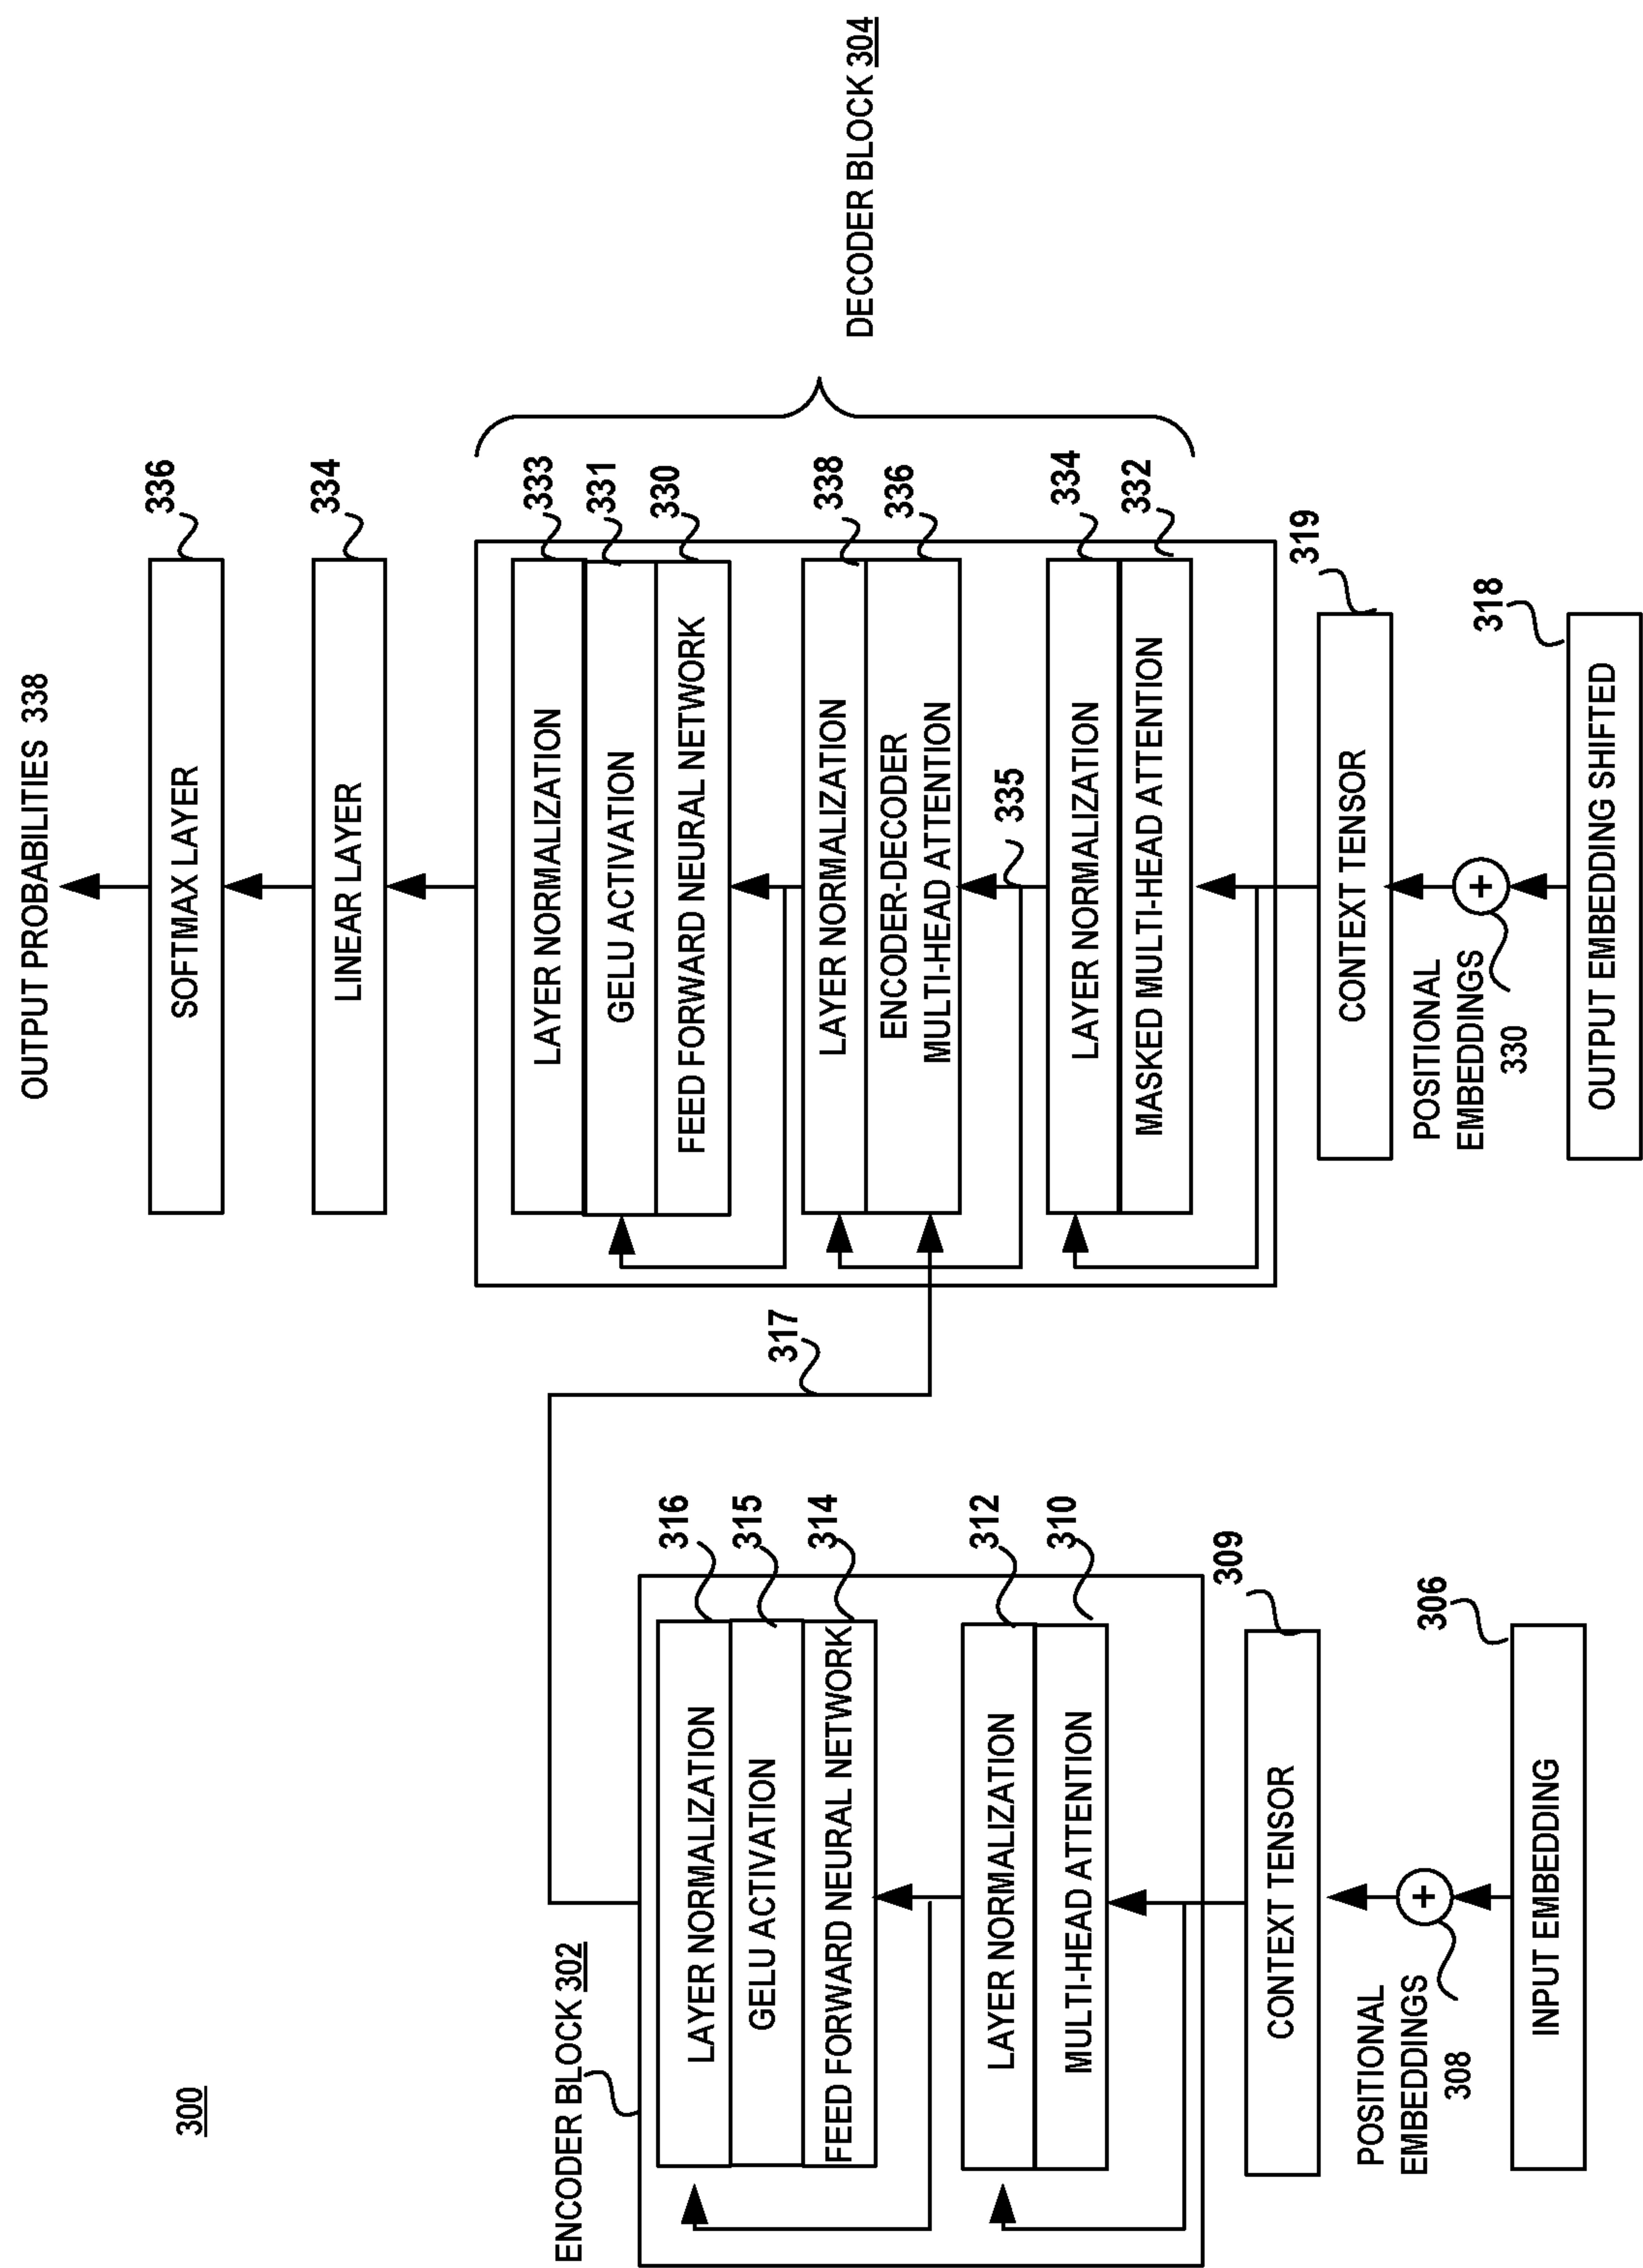 300
ENCODER BLOCK 302
LAYER NORMALIZATION
316
GELU ACTIVATION
315
FEED FORWARD NEURAL NETWORK
314
LAYER NORMALIZATION
312
MULTI-HEAD ATTENTION
310
CONTEXT TENSOR
309
POSITIONAL
EMBEDDINGS
308
+
INPUT EMBEDDING
306
317
OUTPUT PROBABILITIES 338
SOFTMAX LAYER
336
LINEAR LAYER
334
LAYER NORMALIZATION
333
GELU ACTIVATION
331
FEED FORWARD NEURAL NETWORK
330
LAYER NORMALIZATION
338
ENCODER-DECODER
MULTI-HEAD ATTENTION
336
335
LAYER NORMALIZATION
334
MASKED MULTI-HEAD ATTENTION
332
CONTEXT TENSOR
319
POSITIONAL
EMBEDDINGS
330
+
OUTPUT EMBEDDING SHIFTED
318
DECODER BLOCK 304